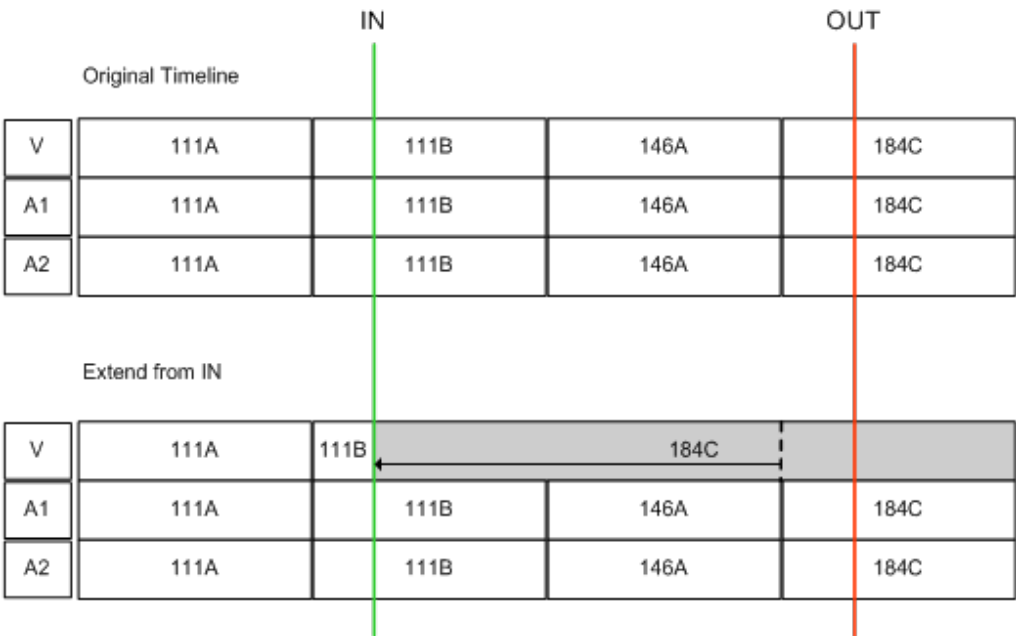 IN OUT
Original Timeline
V 111A 111B 146A 184C
A1 111A 111B 146A 184C
A2 111A 111B 146A 184C
Extend from IN
V 111A 111B 184C
A1 111A 111B 146A 184C
A2 111A 111B 146A 184C